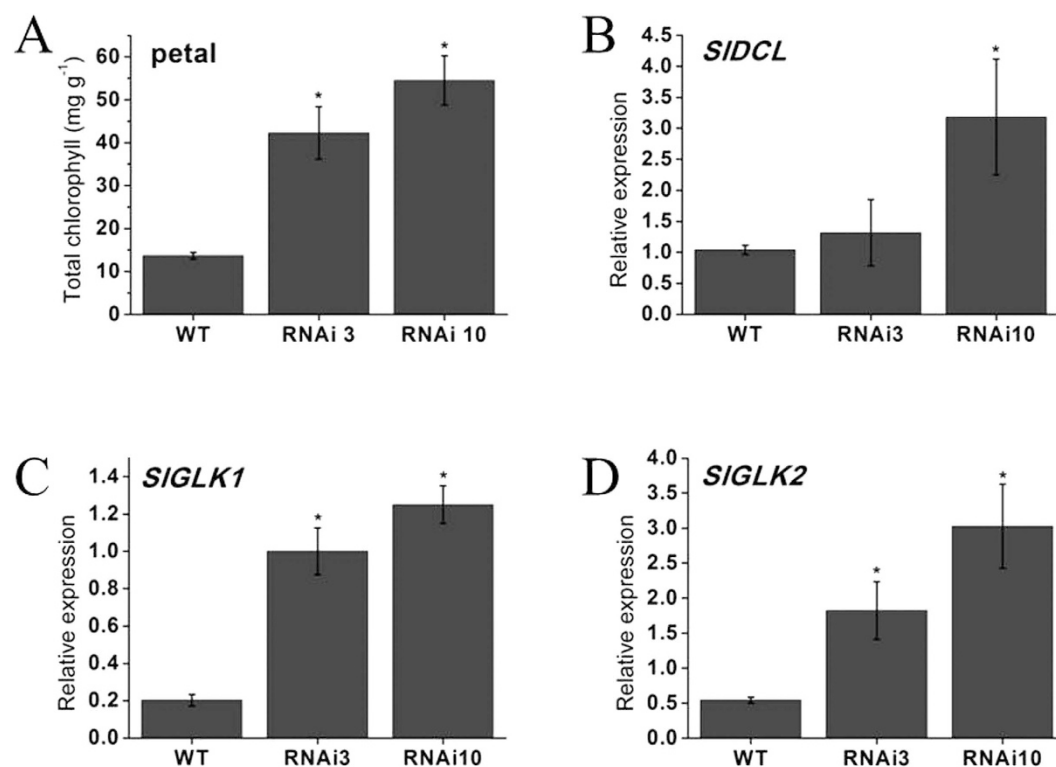 A
petal
Total chlorophyll (mg g⁻¹)
60
50
40
30
20
10
0
*
*
WT
RNAi 3
RNAi 10
B
SlDCL
Relative expression
4.5
4.0
3.5
3.0
2.5
2.0
1.5
1.0
0.5
0.0
*
WT
RNAi3
RNAi10
C
SlGLK1
Relative expression
1.4
1.2
1.0
0.8
0.6
0.4
0.2
0.0
*
*
WT
RNAi3
RNAi10
D
SlGLK2
Relative expression
4.0
3.5
3.0
2.5
2.0
1.5
1.0
0.5
0.0
*
*
WT
RNAi3
RNAi10